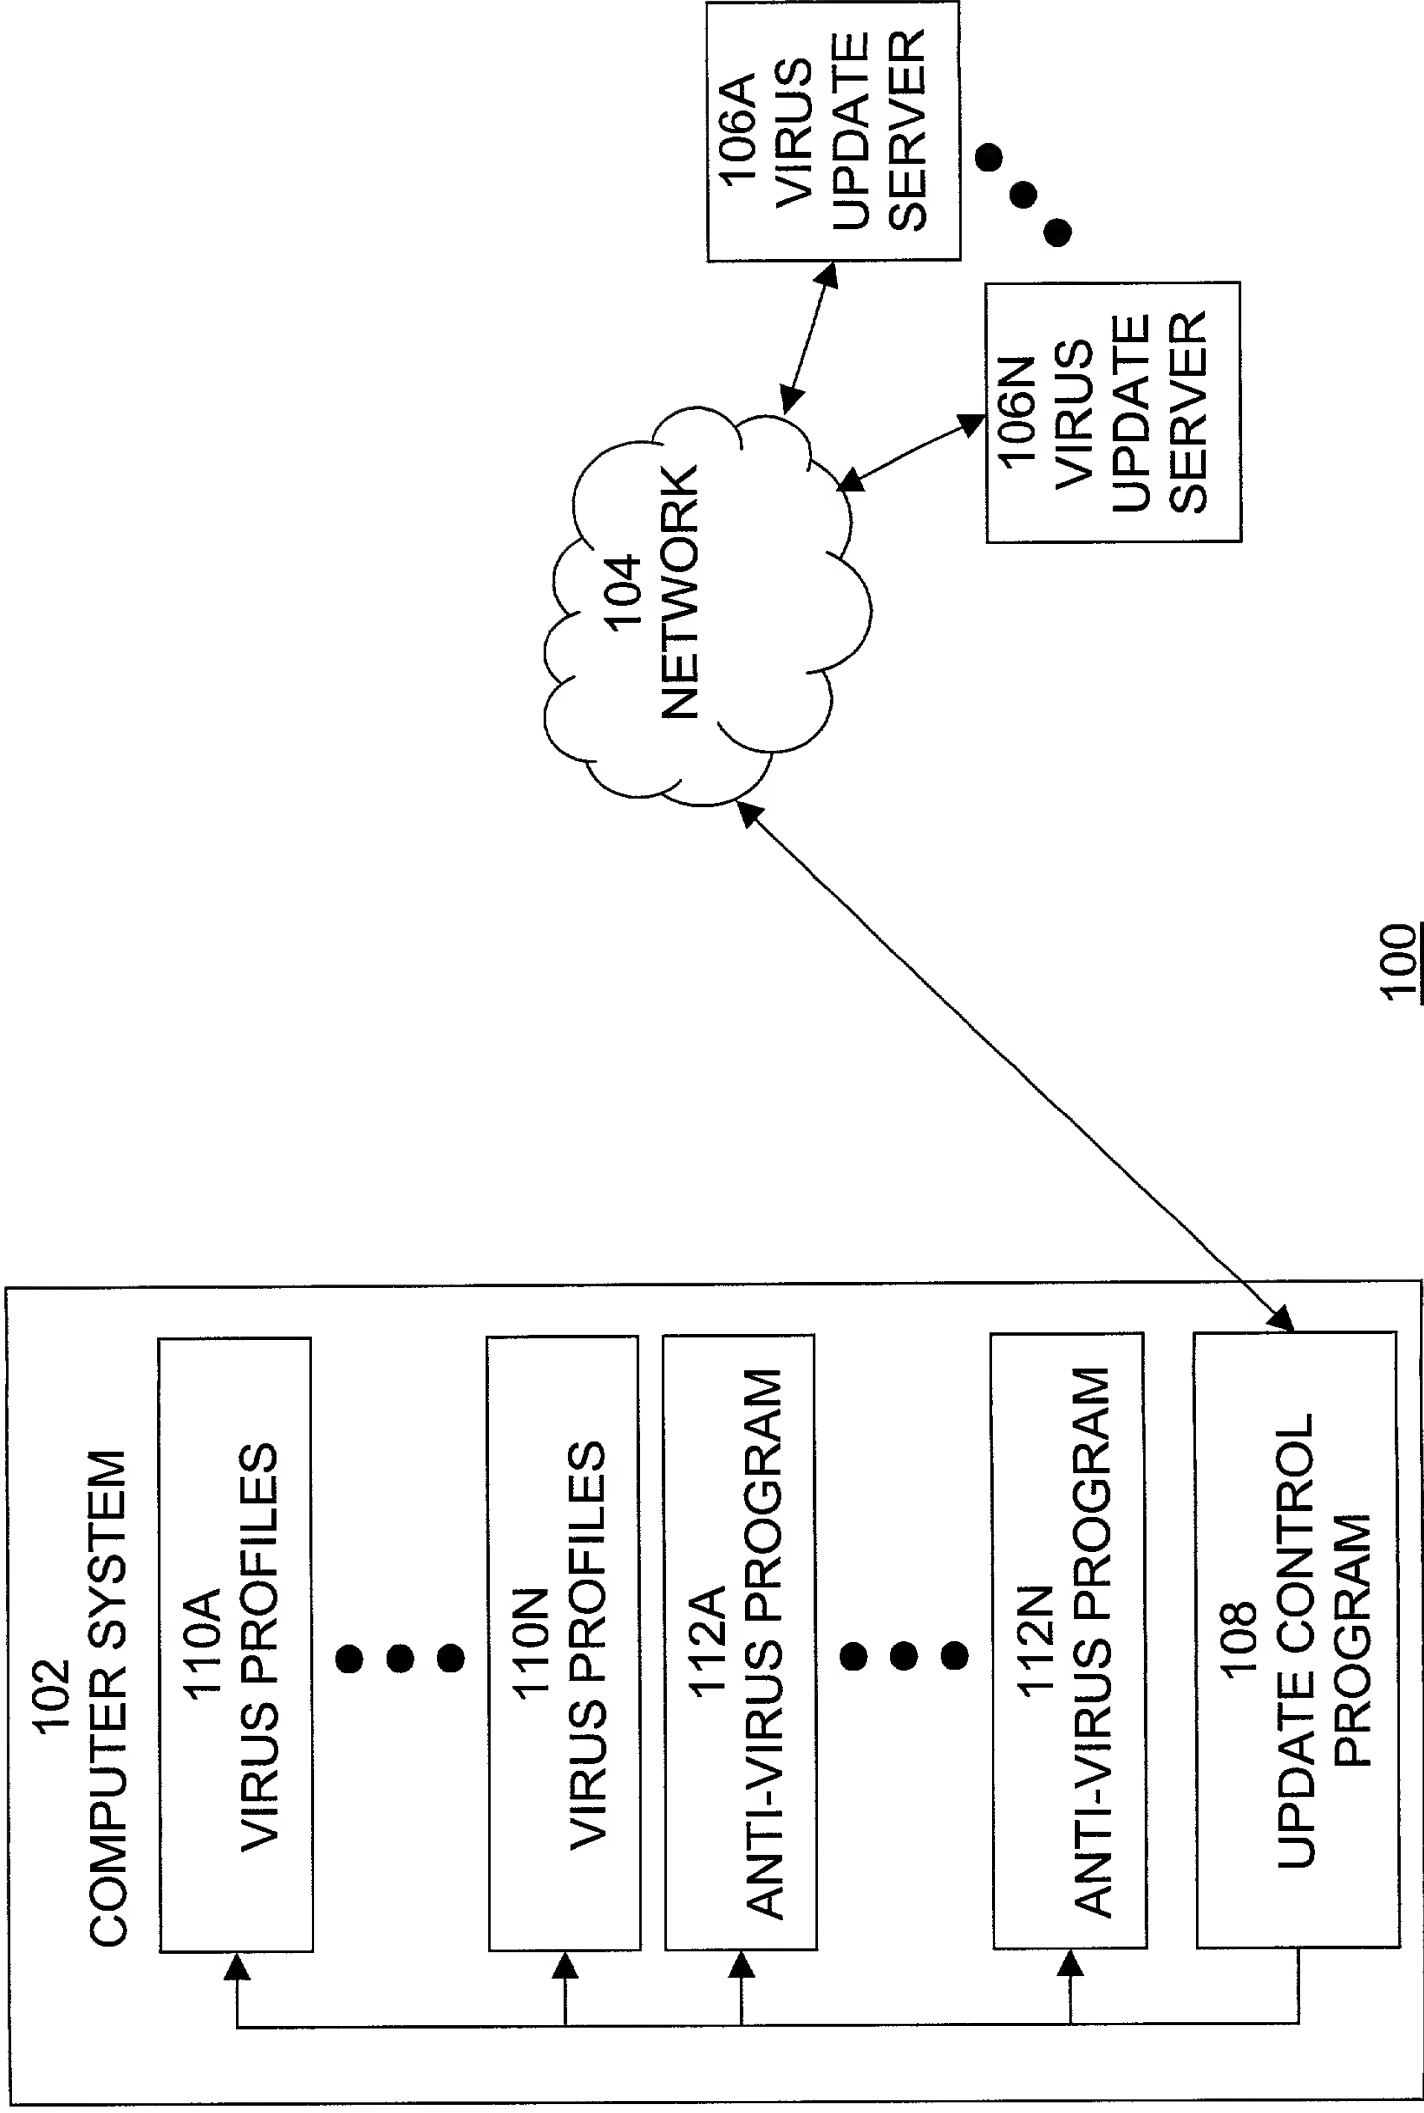 102
COMPUTER SYSTEM
110A
VIRUS PROFILES
110N
VIRUS PROFILES
112A
ANTI-VIRUS PROGRAM
112N
ANTI-VIRUS PROGRAM
108
UPDATE CONTROL
PROGRAM
104
NETWORK
106A
VIRUS
UPDATE
SERVER
106N
VIRUS
UPDATE
SERVER
100